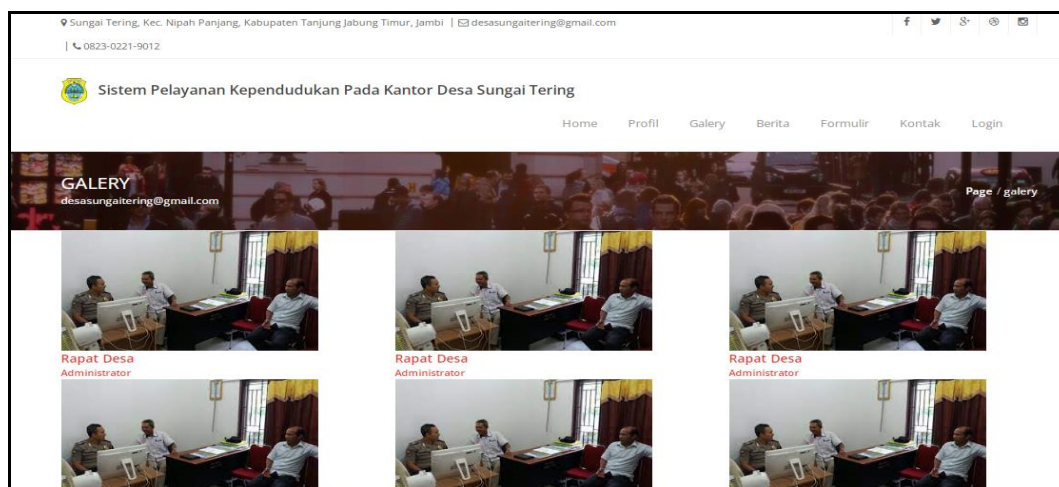 Sungai Tering, Kec. Nipah Panjang, Kabupaten Tanjung Jabung Timur, Jambi | desasungaitering@gmail.com
| 0823-0221-9012
Sistem Pelayanan Kependudukan Pada Kantor Desa Sungai Tering
Home Profil Galery Berita Formulir Kontak Login
GALERY
desasungaitering@gmail.com
Page / galery
Rapat Desa Rapat Desa Rapat Desa
Administrator Administrator Administrator